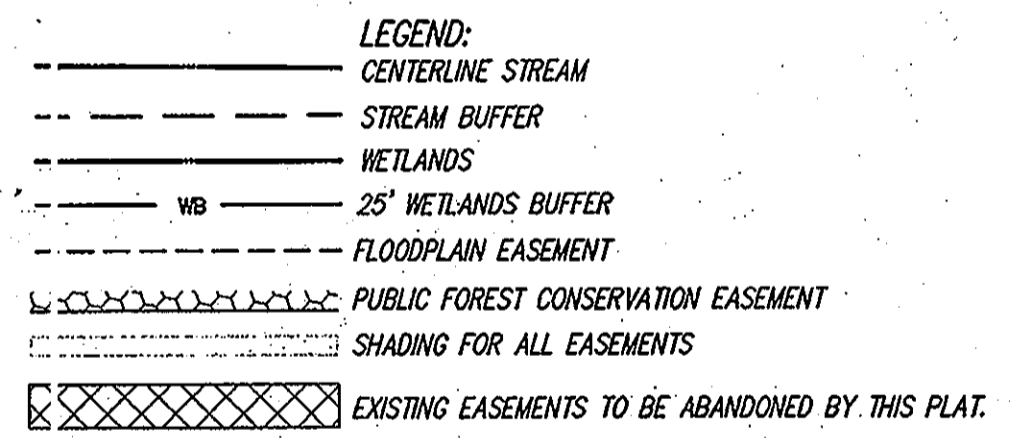 LEGEND:
CENTERLINE STREAM
STREAM BUFFER
WETLANDS
WB 25' WETLANDS BUFFER
FLOODPLAIN EASEMENT
PUBLIC FOREST CONSERVATION EASEMENT
SHADING FOR ALL EASEMENTS
EXISTING EASEMENTS TO BE ABANDONED BY THIS PLAT.